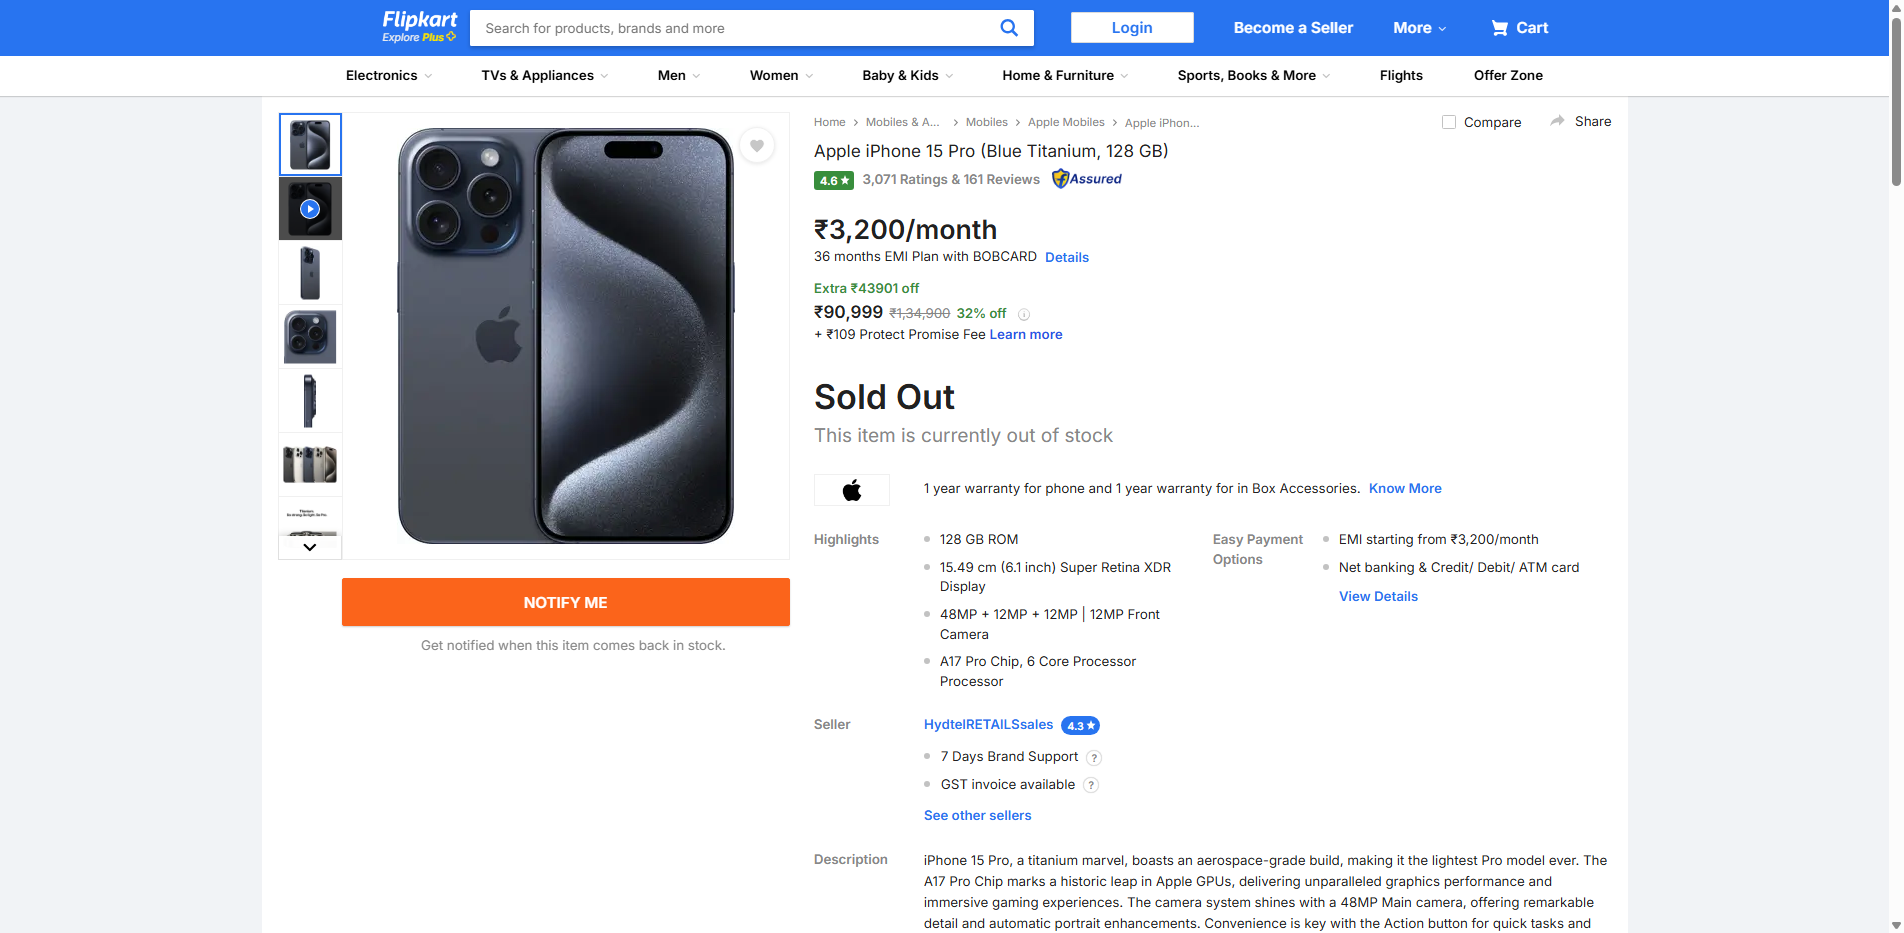 Flipkart
Explore Plus
Search for products, brands and more
Login
Become a Seller
More
Cart
Electronics
TVs & Appliances
Men
Women
Baby & Kids
Home & Furniture
Sports, Books & More
Flights
Offer Zone
Home
Mobiles & A...
Mobiles
Apple Mobiles
Apple iPhon...
Compare
Share
Apple iPhone 15 Pro (Blue Titanium, 128 GB)
4.6 ★
3,071 Ratings & 161 Reviews
Assured
₹3,200/month
36 months EMI Plan with BOBCARD Details
Extra ₹43901 off
₹90,999 ₹1,34,900 32% off
+ ₹109 Protect Promise Fee Learn more
Sold Out
This item is currently out of stock
1 year warranty for phone and 1 year warranty for in Box Accessories. Know More
NOTIFY ME
Get notified when this item comes back in stock.
Highlights
128 GB ROM
15.49 cm (6.1 inch) Super Retina XDR
Display
48MP + 12MP + 12MP | 12MP Front
Camera
A17 Pro Chip, 6 Core Processor
Processor
Easy Payment
Options
EMI starting from ₹3,200/month
Net banking & Credit/ Debit/ ATM card
View Details
Seller
HydtelRETAILSsales 4.3 ★
7 Days Brand Support ?
GST invoice available ?
See other sellers
Description
iPhone 15 Pro, a titanium marvel, boasts an aerospace-grade build, making it the lightest Pro model ever. The
A17 Pro Chip marks a historic leap in Apple GPUs, delivering unparalleled graphics performance and
immersive gaming experiences. The camera system shines with a 48MP Main camera, offering remarkable
detail and automatic portrait enhancements. Convenience is key with the Action button for quick tasks and